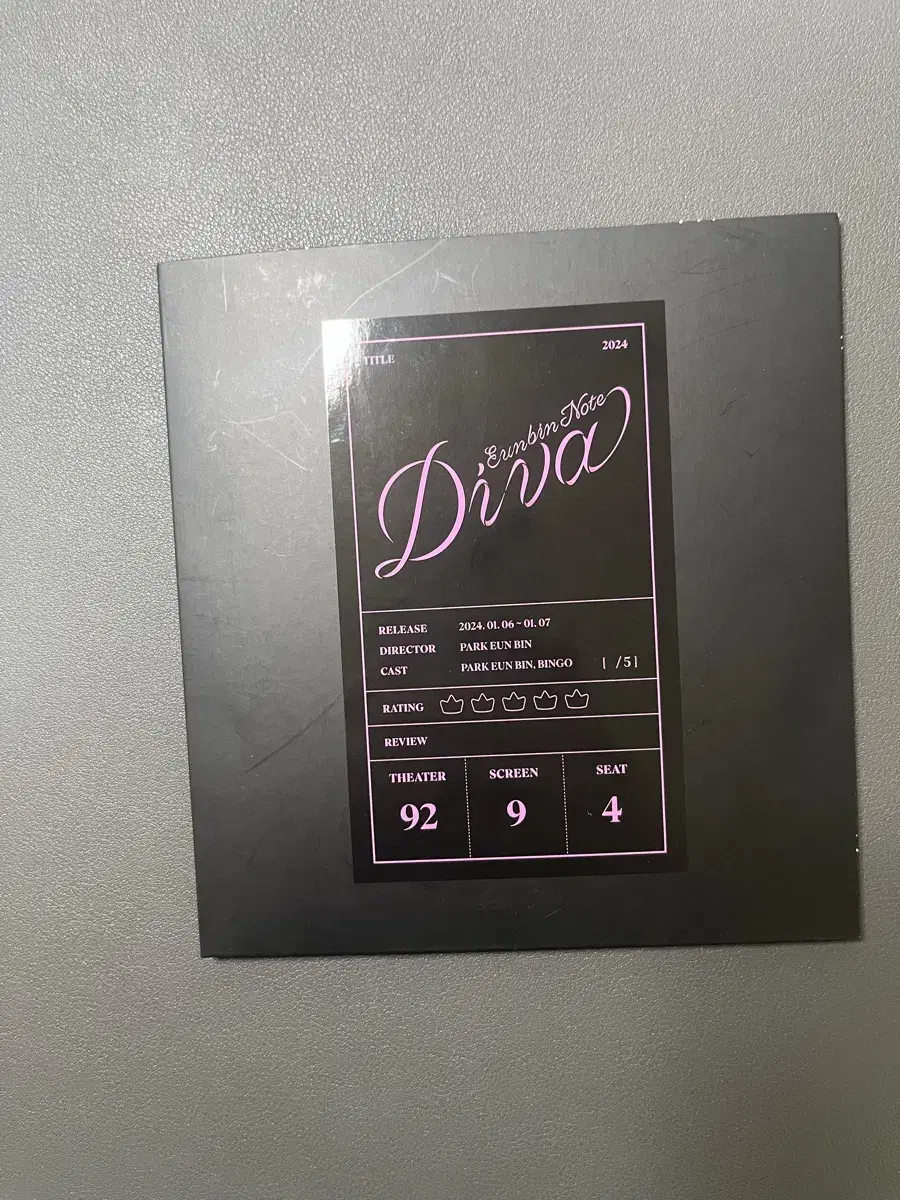 TITLE
2024
Eunbin Note
Diva
RELEASE 2024. 01. 06 ~ 01. 07
DIRECTOR PARK EUN BIN
CAST PARK EUN BIN, BINGO [ /5]
RATING
REVIEW
THEATER SCREEN SEAT
92 9 4